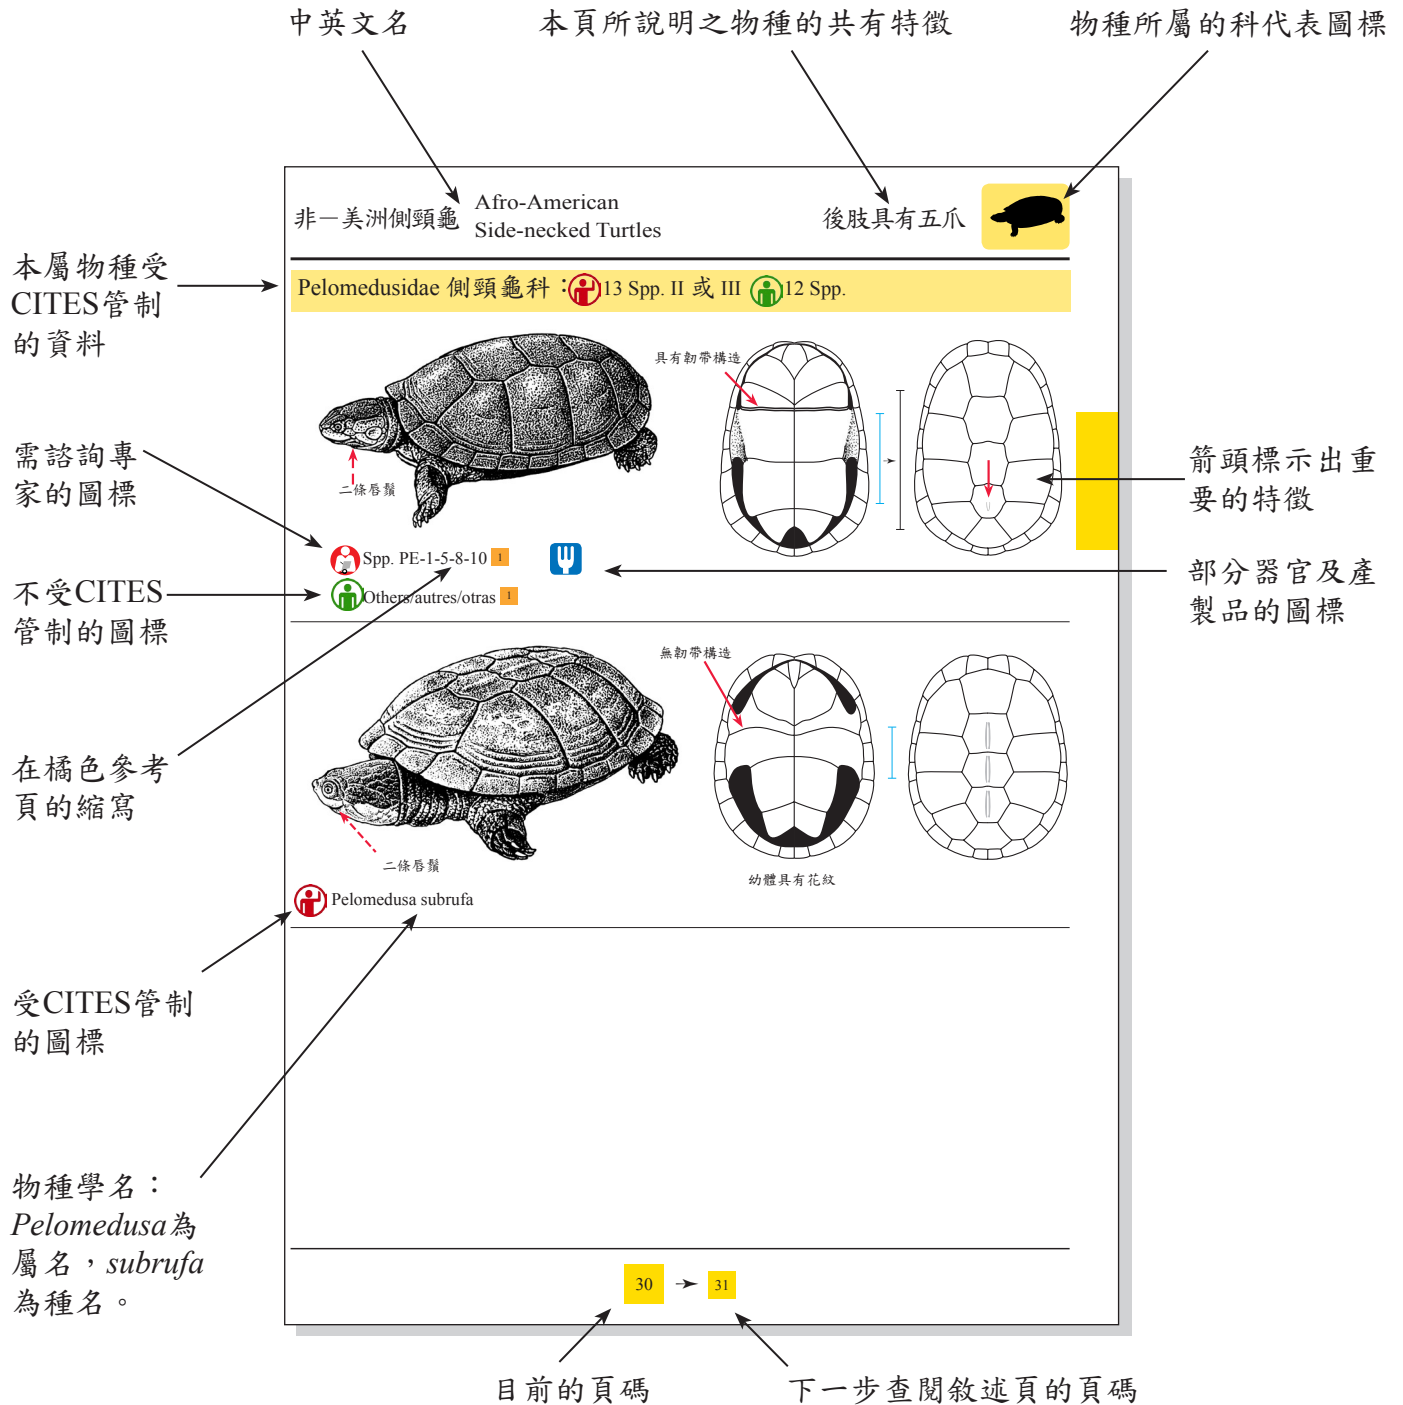 中英文名
本頁所說明之物種的共有特徵
物種所屬的科代表圖標
非－美洲側頸龜
Afro-American
Side-necked Turtles
後肢具有五爪
本屬物種受
CITES管制
的資料
Pelomedusidae 側頸龜科：13 Spp. II 或 III 12 Spp.
具有韌帶構造
二條唇鬚
需諮詢專
家的圖標
箭頭標示出重
要的特徵
Spp. PE-1-5-8-10 1
Others/autres/otras 1
不受CITES
管制的圖標
部分器官及產
製品的圖標
無韌帶構造
在橘色參考
頁的縮寫
二條唇鬚
幼體具有花紋
Pelomedusa subrufa
受CITES管制
的圖標
物種學名：
Pelomedusa為
屬名，subrufa
為種名。
30
31
目前的頁碼
下一步查閱敘述頁的頁碼